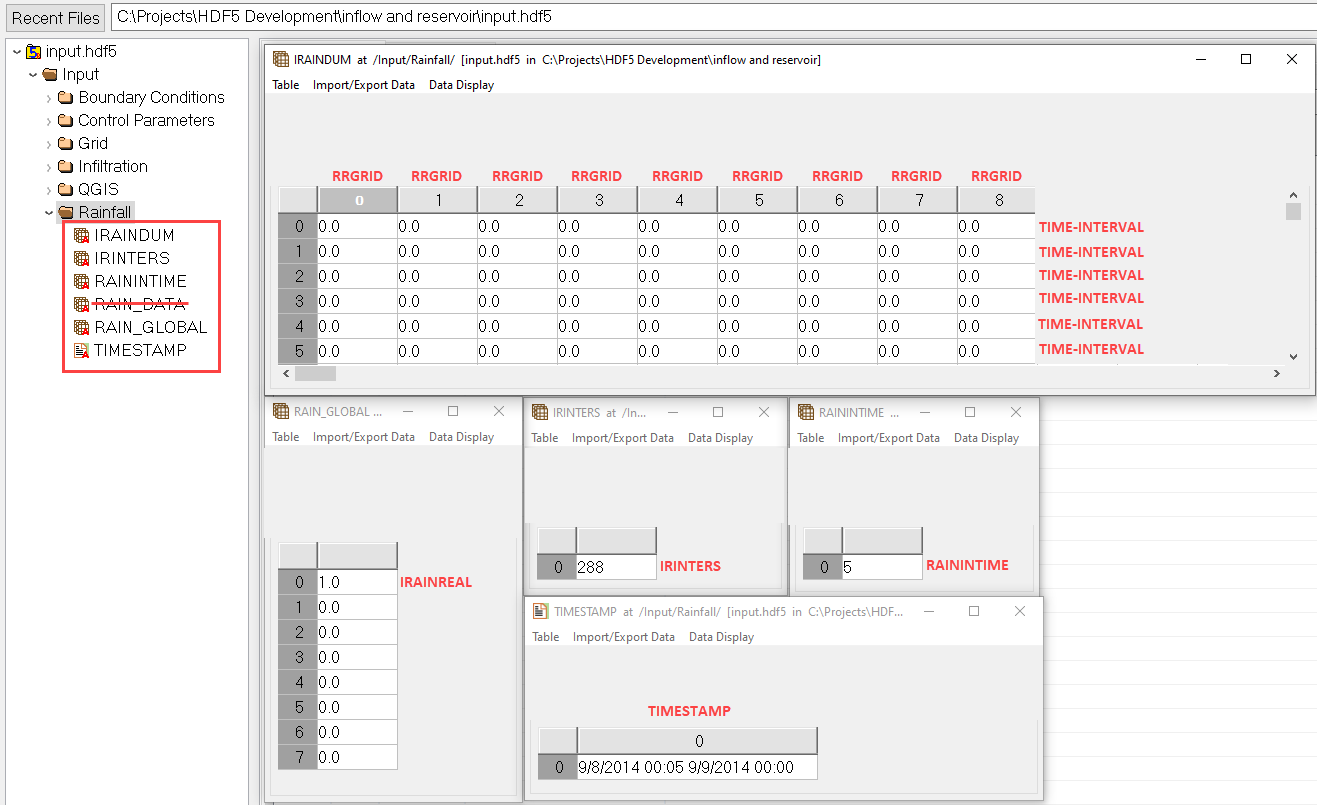 Recent Files C:\Projects\HDF5 Development\inflow and reservoir\input.hdf5
input.hdf5
Input
Boundary Conditions
Control Parameters
Grid
Infiltration
QGIS
Rainfall
IRAINDUM
IRINTERS
RAININTIME
RAIN_DATA
RAIN_GLOBAL
TIMESTAMP
IRAINDUM at /Input/Rainfall/ [input.hdf5 in C:\Projects\HDF5 Development\inflow and reservoir]
Table Import/Export Data Data Display
RRGRID RRGRID RRGRID RRGRID RRGRID RRGRID RRGRID RRGRID RRGRID
0 1 2 3 4 5 6 7 8
0 0.0 0.0 0.0 0.0 0.0 0.0 0.0 0.0 0.0 TIME-INTERVAL
1 0.0 0.0 0.0 0.0 0.0 0.0 0.0 0.0 0.0 TIME-INTERVAL
2 0.0 0.0 0.0 0.0 0.0 0.0 0.0 0.0 0.0 TIME-INTERVAL
3 0.0 0.0 0.0 0.0 0.0 0.0 0.0 0.0 0.0 TIME-INTERVAL
4 0.0 0.0 0.0 0.0 0.0 0.0 0.0 0.0 0.0 TIME-INTERVAL
5 0.0 0.0 0.0 0.0 0.0 0.0 0.0 0.0 0.0 TIME-INTERVAL
RAIN_GLOBAL ...
Table Import/Export Data Data Display
0 1.0 IRAINREAL
1 0.0
2 0.0
3 0.0
4 0.0
5 0.0
6 0.0
7 0.0
IRINTERS at /In...
Table Import/Export Data Data Display
0 288 IRINTERS
RAININTIME ...
Table Import/Export Data Data Display
0 5 RAININTIME
TIMESTAMP at /Input/Rainfall/ [input.hdf5 in C:\Projects\HDF...
Table Import/Export Data Data Display
TIMESTAMP
0
0 9/8/2014 00:05 9/9/2014 00:00